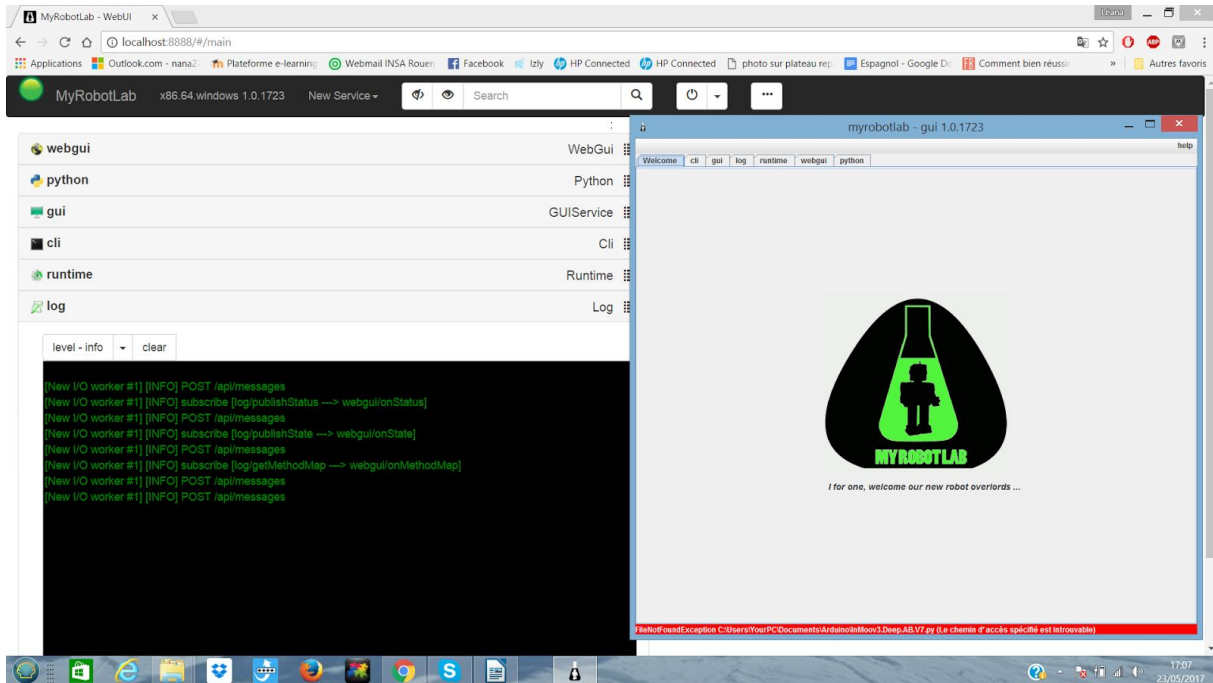 MyRobotLab - WebUI
Léana
localhost:8888/#/main
Applications Outlook.com - nana2 Plateforme e-learning Webmail INSA Rouen Facebook Izly HP Connected HP Connected photo sur plateau rep Espagnol - Google Do Comment bien réussir » Autres favoris
MyRobotLab x86.64.windows 1.0.1723 New Service Search
webgui WebGui
python Python
gui GUIService
cli Cli
runtime Runtime
log Log
level - info clear
[New I/O worker #1] [INFO] POST /api/messages
[New I/O worker #1] [INFO] subscribe [log/publishStatus ---> webgui/onStatus]
[New I/O worker #1] [INFO] POST /api/messages
[New I/O worker #1] [INFO] subscribe [log/publishState ---> webgui/onState]
[New I/O worker #1] [INFO] POST /api/messages
[New I/O worker #1] [INFO] subscribe [log/getMethodMap ---> webgui/onMethodMap]
[New I/O worker #1] [INFO] POST /api/messages
[New I/O worker #1] [INFO] POST /api/messages
myrobotlab - gui 1.0.1723
help
Welcome cli gui log runtime webgui python
MYROBOTLAB
I for one, welcome our new robot overlords ...
FileNotFoundException C:\Users\YourPC\Documents\Arduino\InMoov3.Deep.AB.V7.py (Le chemin d'accès spécifié est introuvable)
17:07
23/05/2017